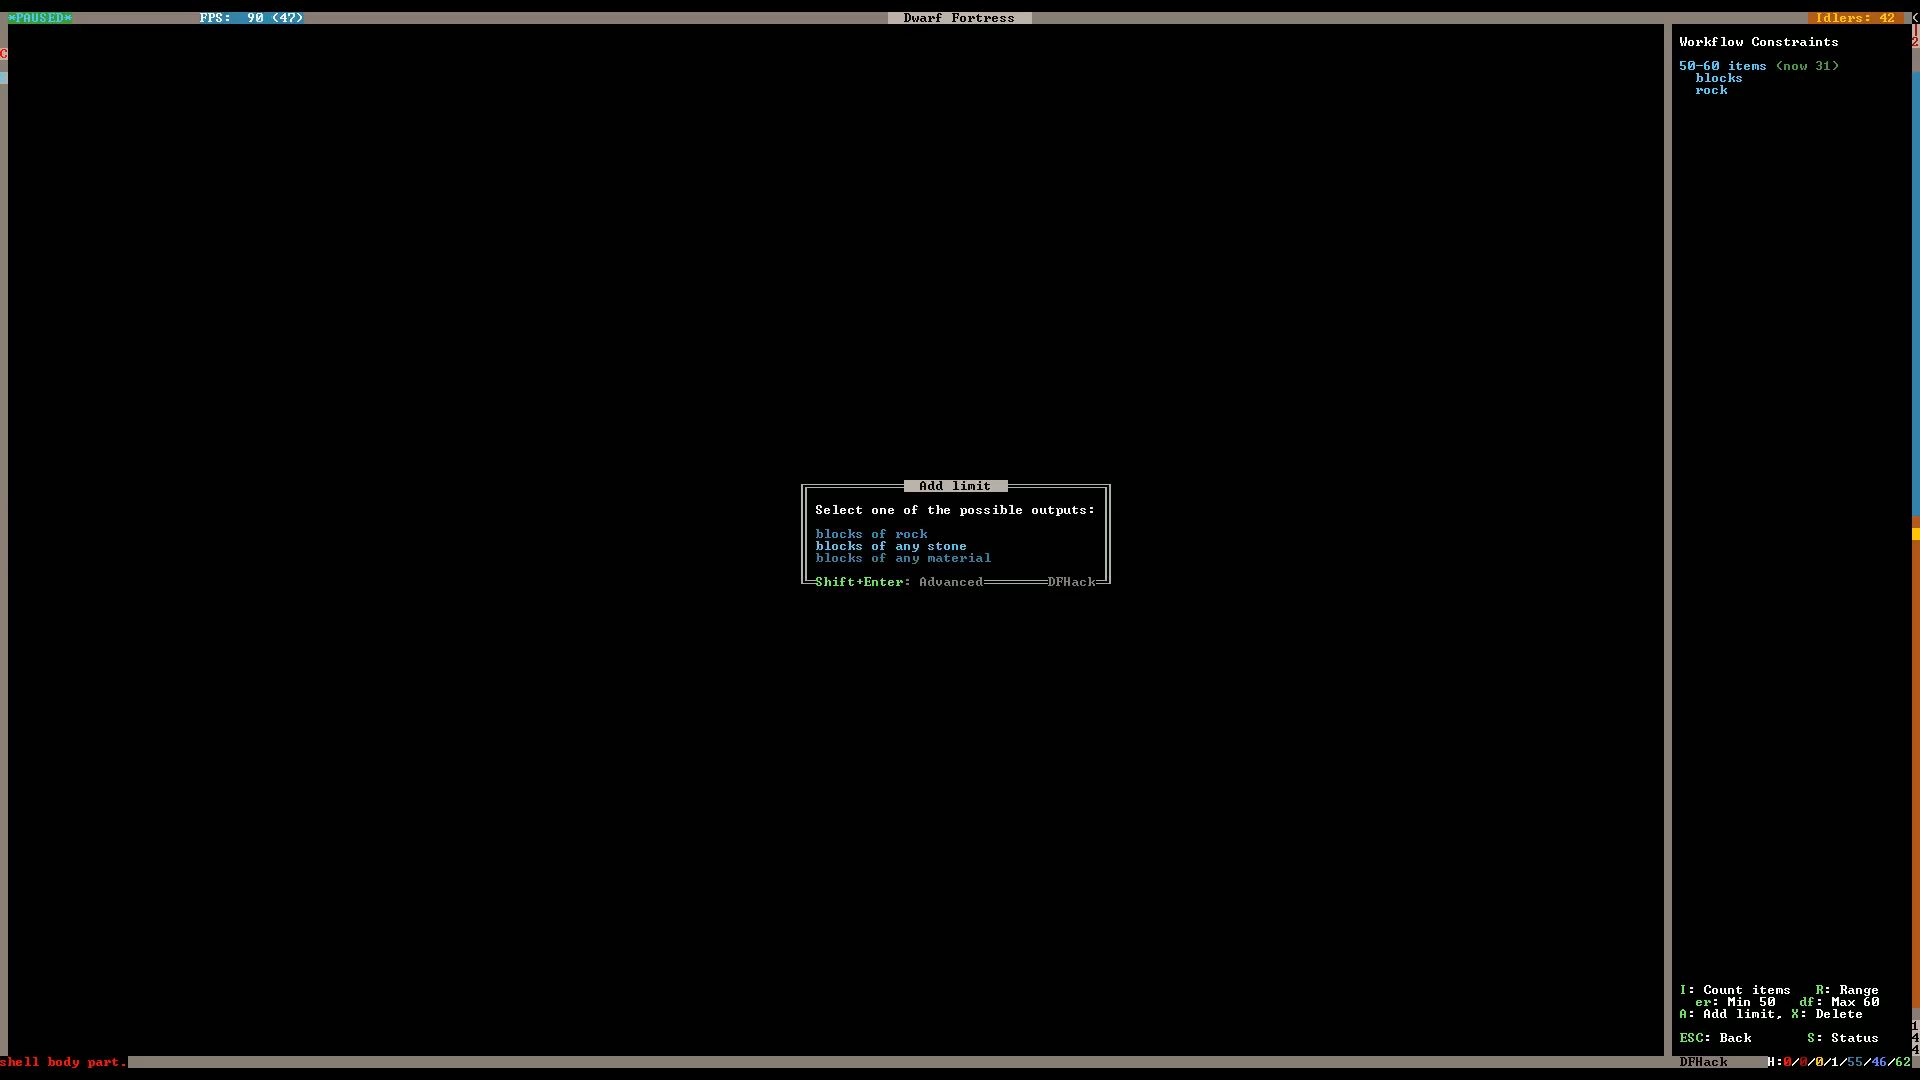 *PAUSED* FPS: 90 (47) Dwarf Fortress Idlers: 42
Workflow Constraints
50-60 items (now 31)
blocks
rock
Add limit
Select one of the possible outputs:
blocks of rock
blocks of any stone
blocks of any material
Shift+Enter: Advanced DFHack
I: Count items R: Range
er: Min 50 df: Max 60
A: Add limit, X: Delete
ESC: Back S: Status
shell body part. DFHack H:0/0/0/1/55/46/62